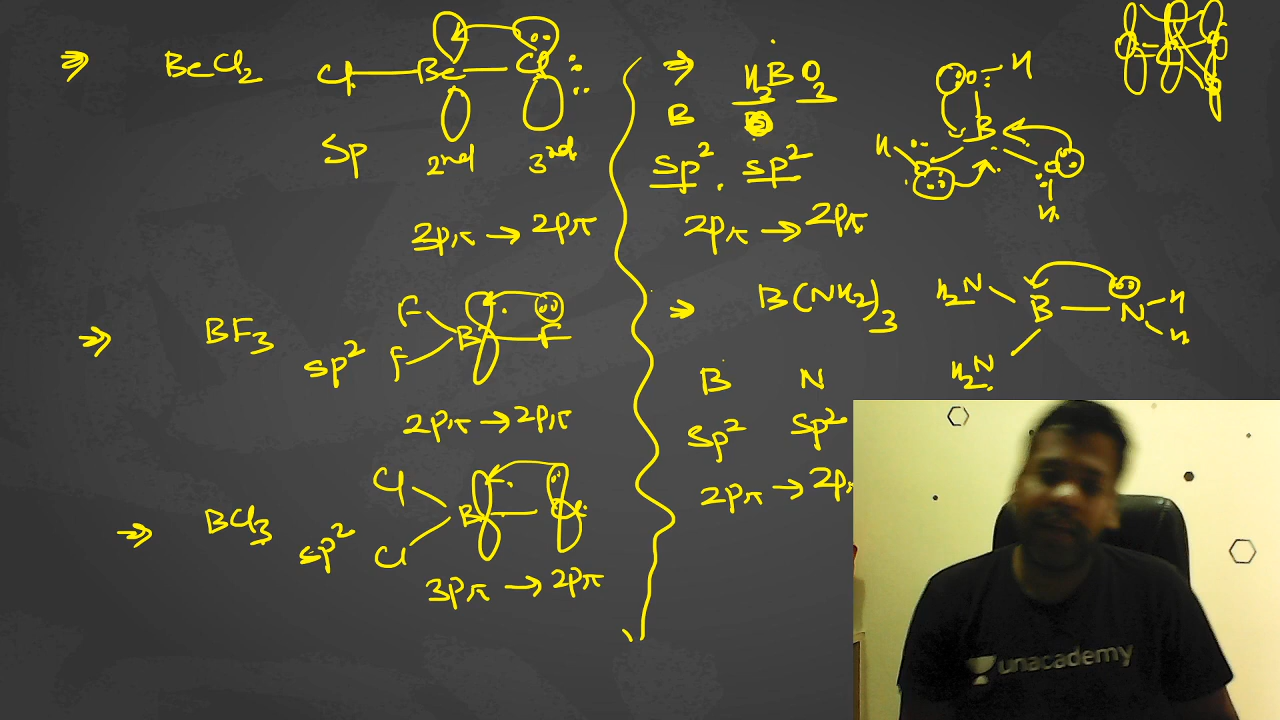 ⇒ BeCl2 Cl — Be — Cl
Sp 2nd 3rd
3pπ → 2pπ
⇒ BF3 sp² F F B — F
2pπ → 2pπ
⇒ BCl3 sp² Cl Cl B — Cl
3pπ → 2pπ
⇒ H3BO3
B
sp² . sp²
2pπ → 2pπ
O H
B
H O O
H
⇒ B(NH2)3 H2N B — N H H
H2N
B N
sp² sp²
2pπ → 2pπ
unacademy